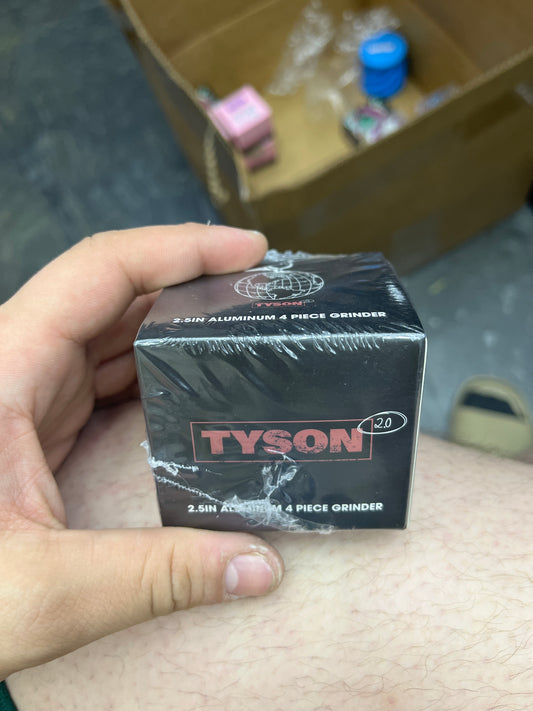 TYSON
2.5IN ALUMINUM 4 PIECE GRINDER
TYSON 2.0
2.5IN ALUMINUM 4 PIECE GRINDER